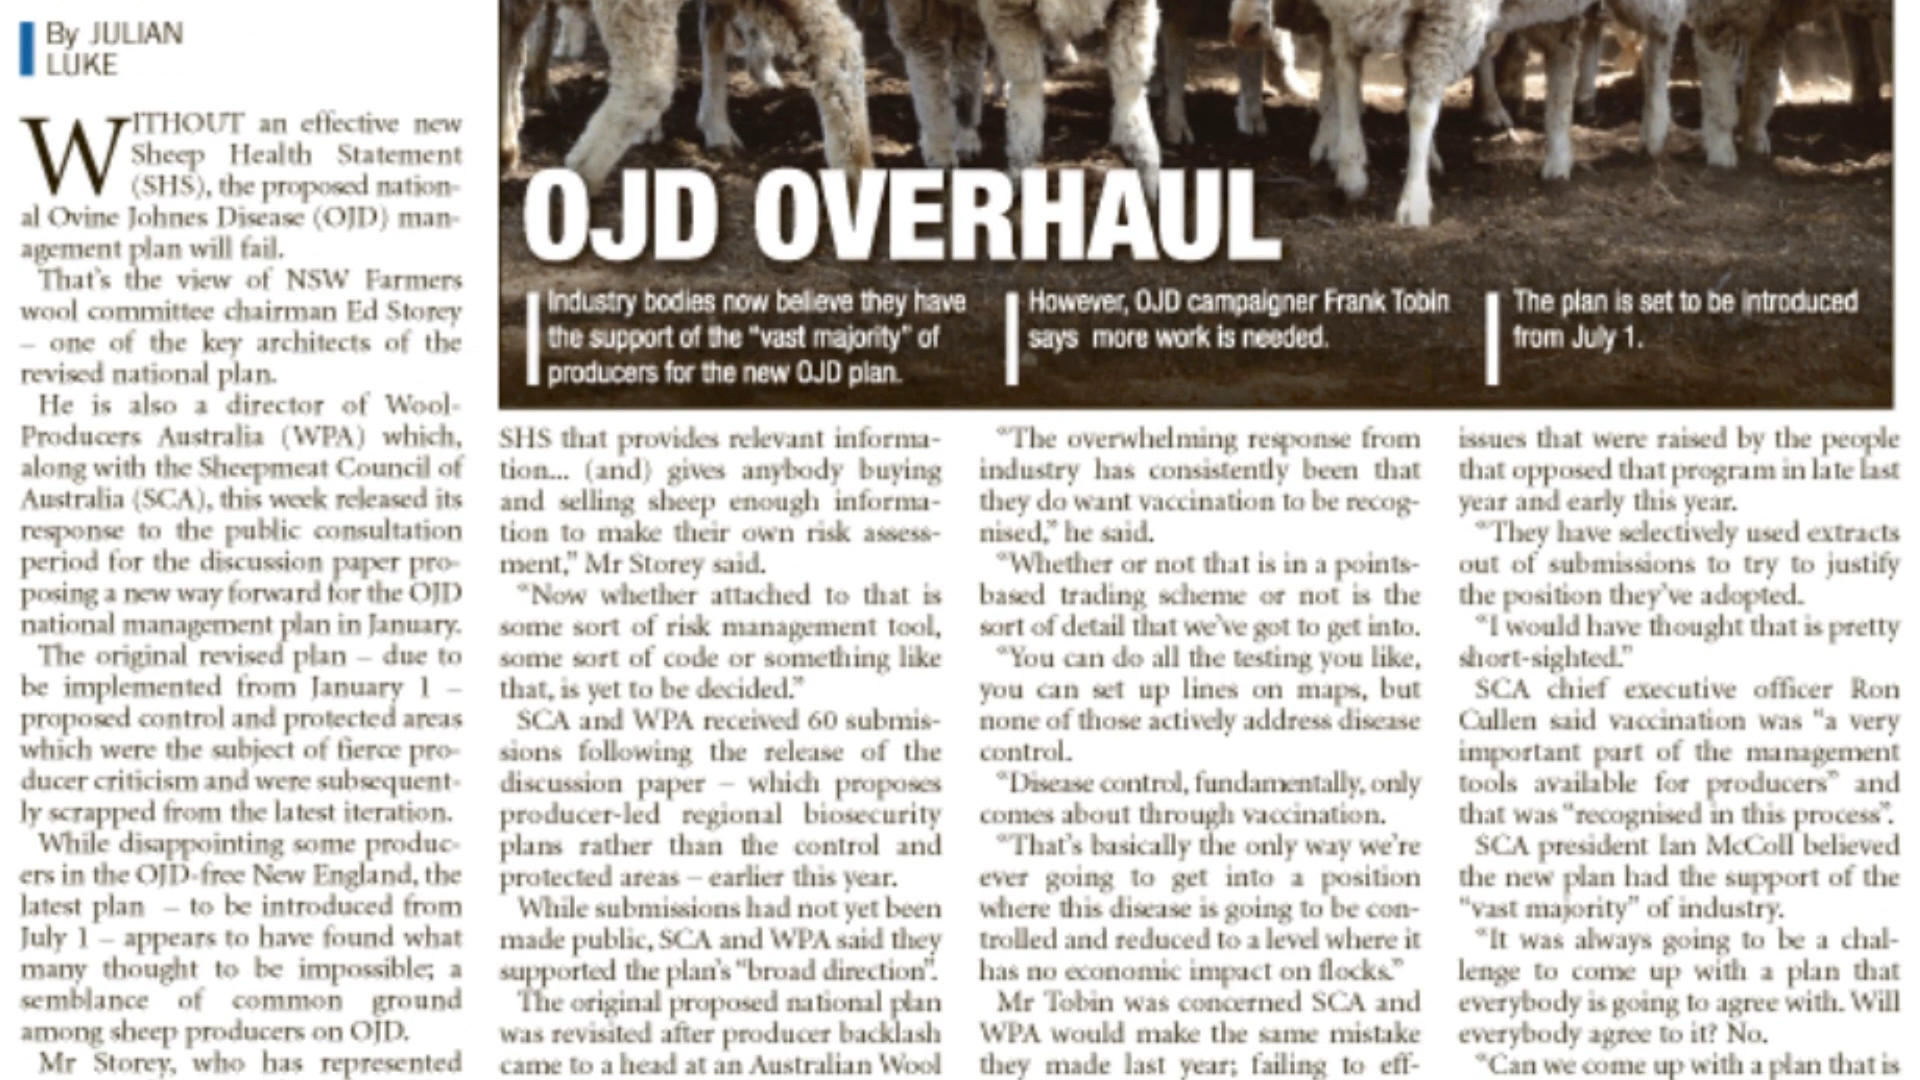 By JULIAN
LUKE
WITHOUT an effective new
Sheep Health Statement
(SHS), the proposed nation-
al Ovine Johnes Disease (OJD) man-
agement plan will fail.
That's the view of NSW Farmers
wool committee chairman Ed Storey
– one of the key architects of the
revised national plan.
He is also a director of Wool-
Producers Australia (WPA) which,
along with the Sheepmeat Council of
Australia (SCA), this week released its
response to the public consultation
period for the discussion paper pro-
posing a new way forward for the OJD
national management plan in January.
The original revised plan – due to
be implemented from January 1 –
proposed control and protected areas
which were the subject of fierce pro-
ducer criticism and were subsequent-
ly scrapped from the latest iteration.
While disappointing some produc-
ers in the OJD-free New England, the
latest plan – to be introduced from
July 1 – appears to have found what
many thought to be impossible; a
semblance of common ground
among sheep producers on OJD.
Mr Storey, who has represented
OJD OVERHAUL
Industry bodies now believe they have
the support of the "vast majority" of
producers for the new OJD plan.
However, OJD campaigner Frank Tobin
says more work is needed.
The plan is set to be introduced
from July 1.
SHS that provides relevant informa-
tion... (and) gives anybody buying
and selling sheep enough informa-
tion to make their own risk assess-
ment," Mr Storey said.
"Now whether attached to that is
some sort of risk management tool,
some sort of code or something like
that, is yet to be decided."
SCA and WPA received 60 submis-
sions following the release of the
discussion paper – which proposes
producer-led regional biosecurity
plans rather than the control and
protected areas – earlier this year.
While submissions had not yet been
made public, SCA and WPA said they
supported the plan's "broad direction".
The original proposed national plan
was revisited after producer backlash
came to a head at an Australian Wool
"The overwhelming response from
industry has consistently been that
they do want vaccination to be recog-
nised," he said.
"Whether or not that is in a points-
based trading scheme or not is the
sort of detail that we've got to get into.
"You can do all the testing you like,
you can set up lines on maps, but
none of those actively address disease
control.
"Disease control, fundamentally, only
comes about through vaccination.
"That's basically the only way we're
ever going to get into a position
where this disease is going to be con-
trolled and reduced to a level where it
has no economic impact on flocks."
Mr Tobin was concerned SCA and
WPA would make the same mistake
they made last year; failing to eff-
issues that were raised by the people
that opposed that program in late last
year and early this year.
"They have selectively used extracts
out of submissions to try to justify
the position they've adopted.
"I would have thought that is pretty
short-sighted."
SCA chief executive officer Ron
Cullen said vaccination was "a very
important part of the management
tools available for producers" and
that was "recognised in this process".
SCA president Ian McColl believed
the new plan had the support of the
"vast majority" of industry.
"It was always going to be a chal-
lenge to come up with a plan that
everybody is going to agree with. Will
everybody agree to it? No.
"Can we come up with a plan that is